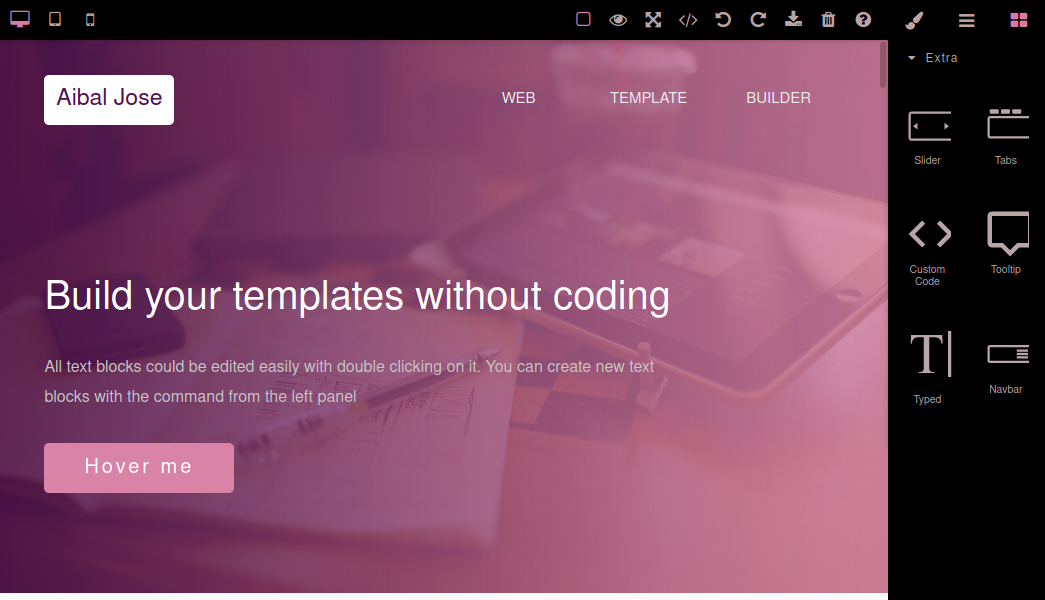 Aibal Jose
WEB
TEMPLATE
BUILDER
Build your templates without coding
All text blocks could be edited easily with double clicking on it. You can create new text
blocks with the command from the left panel
Hover me
Extra
Slider
Tabs
Custom
Code
Tooltip
Typed
Navbar